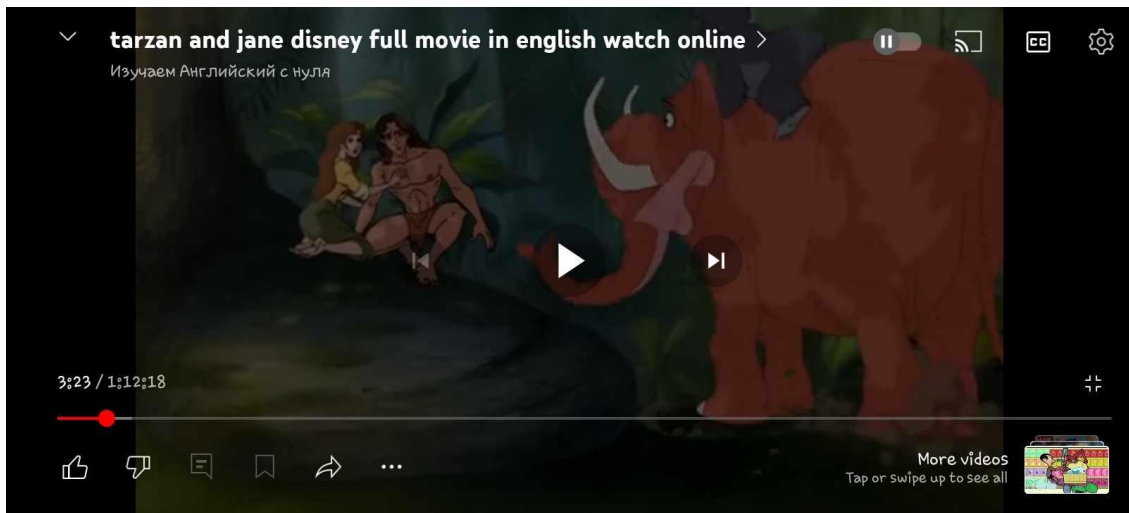 tarzan and jane disney full movie in english watch online
Изучаем Английский с нуля
CC
3:23 / 1:12:18
More videos
Tap or swipe up to see all